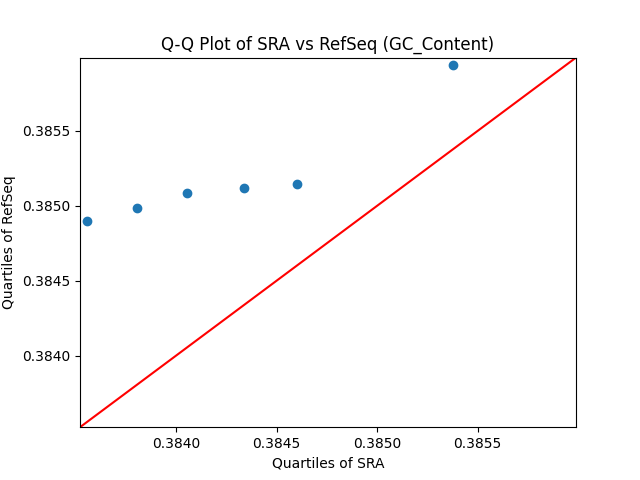 Q-Q Plot of SRA vs RefSeq (GC_Content)
Quartiles of RefSeq
0.3855
0.3850
0.3845
0.3840
0.3840 0.3845 0.3850 0.3855
Quartiles of SRA